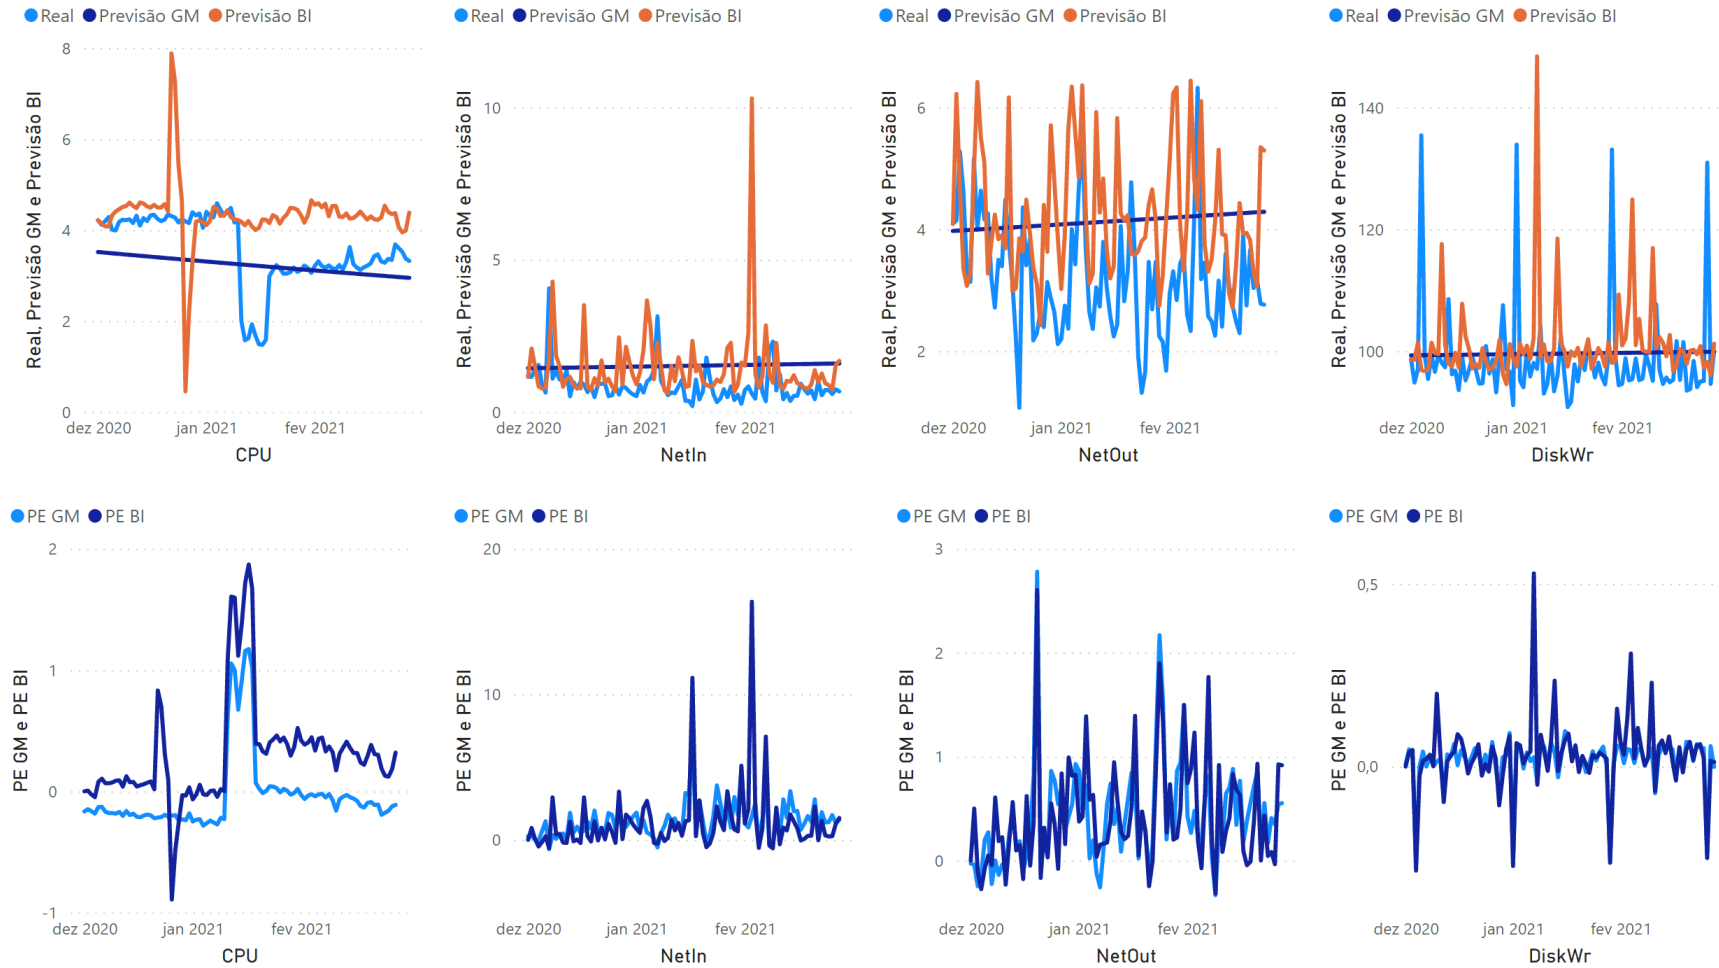 Real Previsão GM Previsão BI
Real, Previsão GM e Previsão BI
8
6
4
2
0
dez 2020 jan 2021 fev 2021
CPU
Real Previsão GM Previsão BI
Real, Previsão GM e Previsão BI
10
5
0
dez 2020 jan 2021 fev 2021
NetIn
Real Previsão GM Previsão BI
Real, Previsão GM e Previsão BI
6
4
2
dez 2020 jan 2021 fev 2021
NetOut
Real Previsão GM Previsão BI
Real, Previsão GM e Previsão BI
140
120
100
dez 2020 jan 2021 fev 2021
DiskWr
PE GM PE BI
PE GM e PE BI
2
1
0
-1
dez 2020 jan 2021 fev 2021
CPU
PE GM PE BI
PE GM e PE BI
20
10
0
dez 2020 jan 2021 fev 2021
NetIn
PE GM PE BI
PE GM e PE BI
3
2
1
0
dez 2020 jan 2021 fev 2021
NetOut
PE GM PE BI
PE GM e PE BI
0,5
0,0
dez 2020 jan 2021 fev 2021
DiskWr